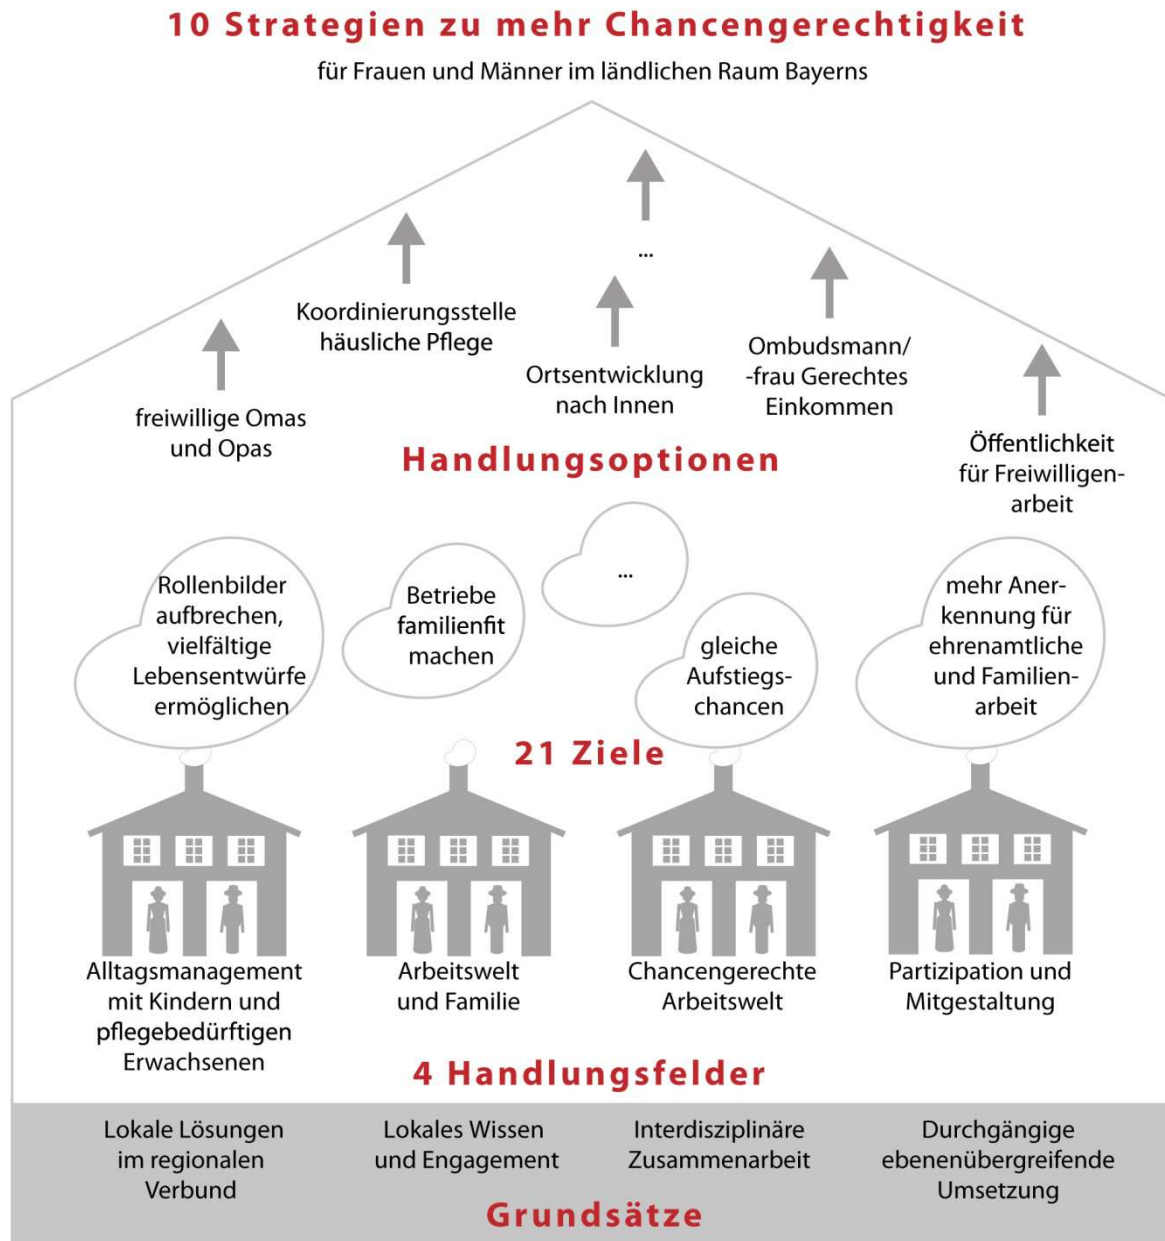 10 Strategien zu mehr Chancengerechtigkeit
für Frauen und Männer im ländlichen Raum Bayerns
...
Koordinierungsstelle
häusliche Pflege
Ombudsmann/
-frau Gerechtes
Einkommen
Ortsentwicklung
nach Innen
freiwillige Omas
und Opas
Öffentlichkeit
für Freiwilligen-
arbeit
Handlungsoptionen
Rollenbilder
aufbrechen,
vielfältige
Lebensentwürfe
ermöglichen
Betriebe
familienfit
machen
...
gleiche
Aufstiegs-
chancen
mehr Aner-
kennung für
ehrenamtliche
und Familien-
arbeit
21 Ziele
Alltagsmanagement
mit Kindern und
pflegebedürftigen
Erwachsenen
Arbeitswelt
und Familie
Chancengerechte
Arbeitswelt
Partizipation und
Mitgestaltung
4 Handlungsfelder
Lokale Lösungen
im regionalen
Verbund
Lokales Wissen
und Engagement
Interdisziplinäre
Zusammenarbeit
Durchgängige
ebenenübergreifende
Umsetzung
Grundsätze